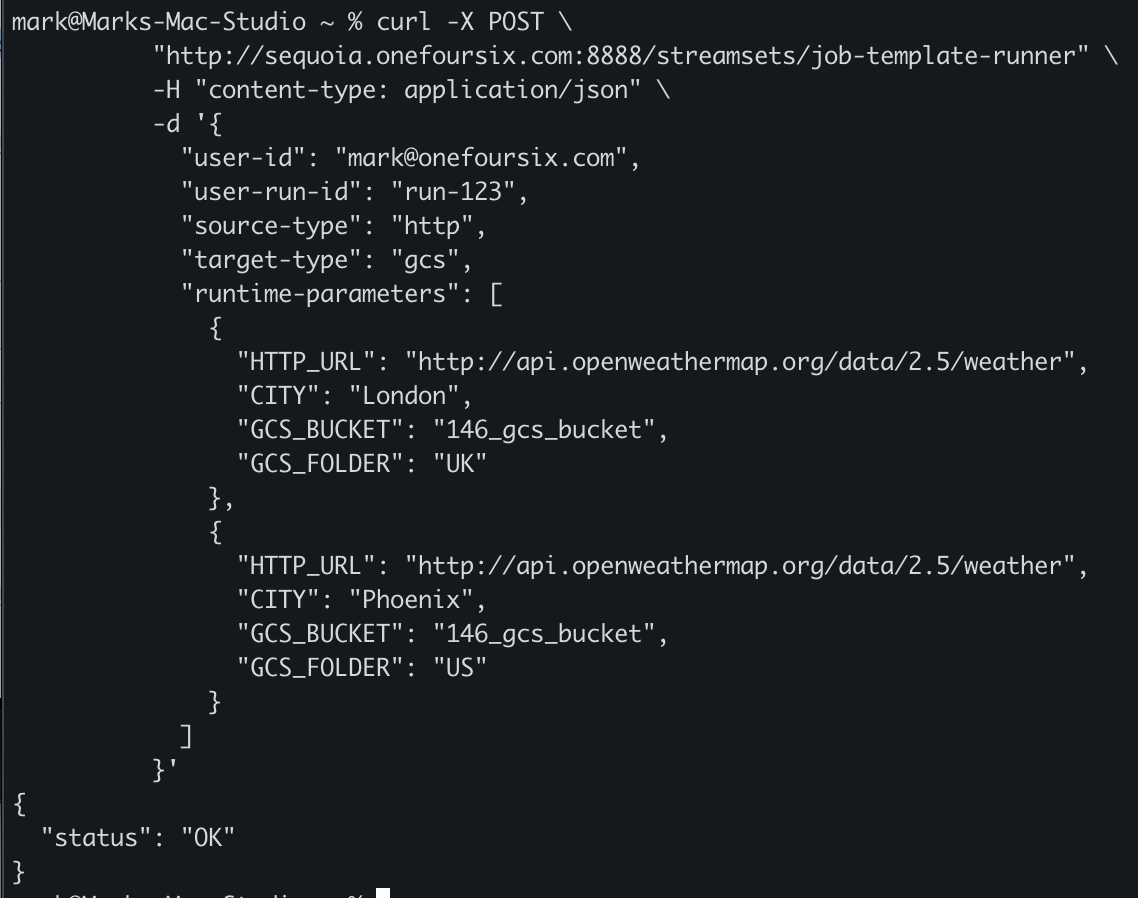 mark@Marks-Mac-Studio ~ % curl -X POST \
          "http://sequoia.onefoursix.com:8888/streamsets/job-template-runner" \
          -H "content-type: application/json" \
          -d '{
            "user-id": "mark@onefoursix.com",
            "user-run-id": "run-123",
            "source-type": "http",
            "target-type": "gcs",
            "runtime-parameters": [
              {
                "HTTP_URL": "http://api.openweathermap.org/data/2.5/weather",
                "CITY": "London",
                "GCS_BUCKET": "146_gcs_bucket",
                "GCS_FOLDER": "UK"
              },
              {
                "HTTP_URL": "http://api.openweathermap.org/data/2.5/weather",
                "CITY": "Phoenix",
                "GCS_BUCKET": "146_gcs_bucket",
                "GCS_FOLDER": "US"
              }
            ]
          }'
{
  "status": "OK"
}